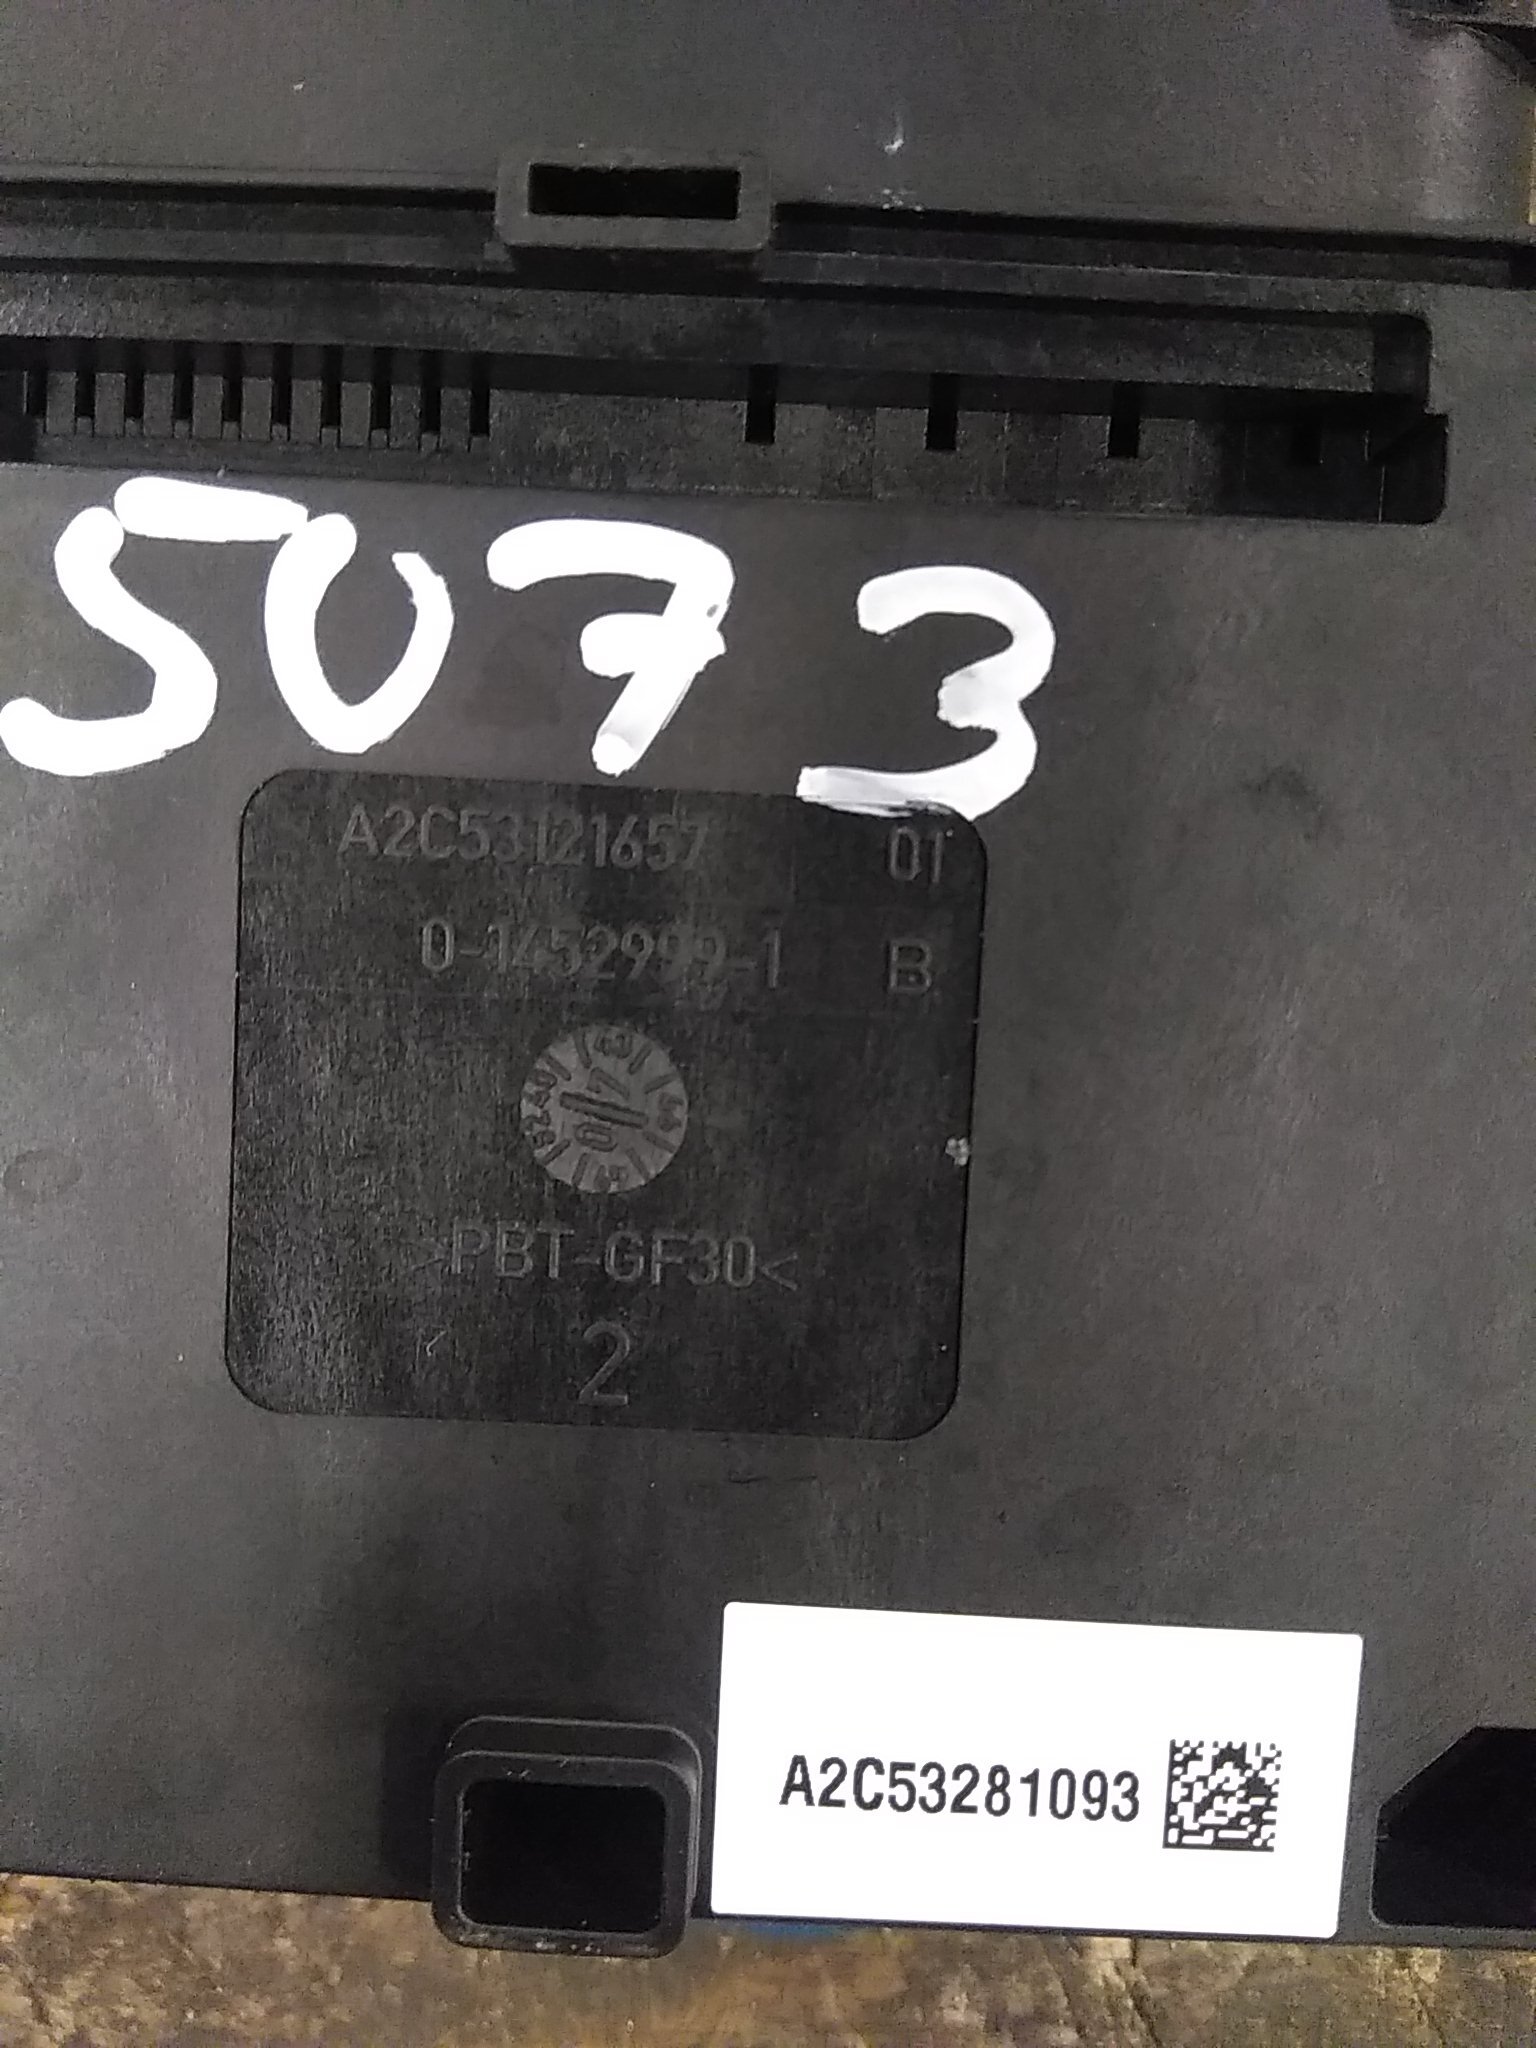 5073
A2C53121657 01
0-1452999-1 B
>PBT-GF30<
2
A2C53281093